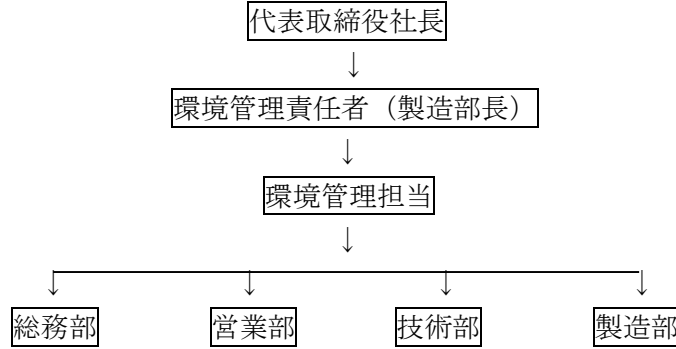 代表取締役社長
↓
環境管理責任者(製造部長)
↓
環境管理担当
↓
↓ ↓ ↓ ↓
総務部 営業部 技術部 製造部